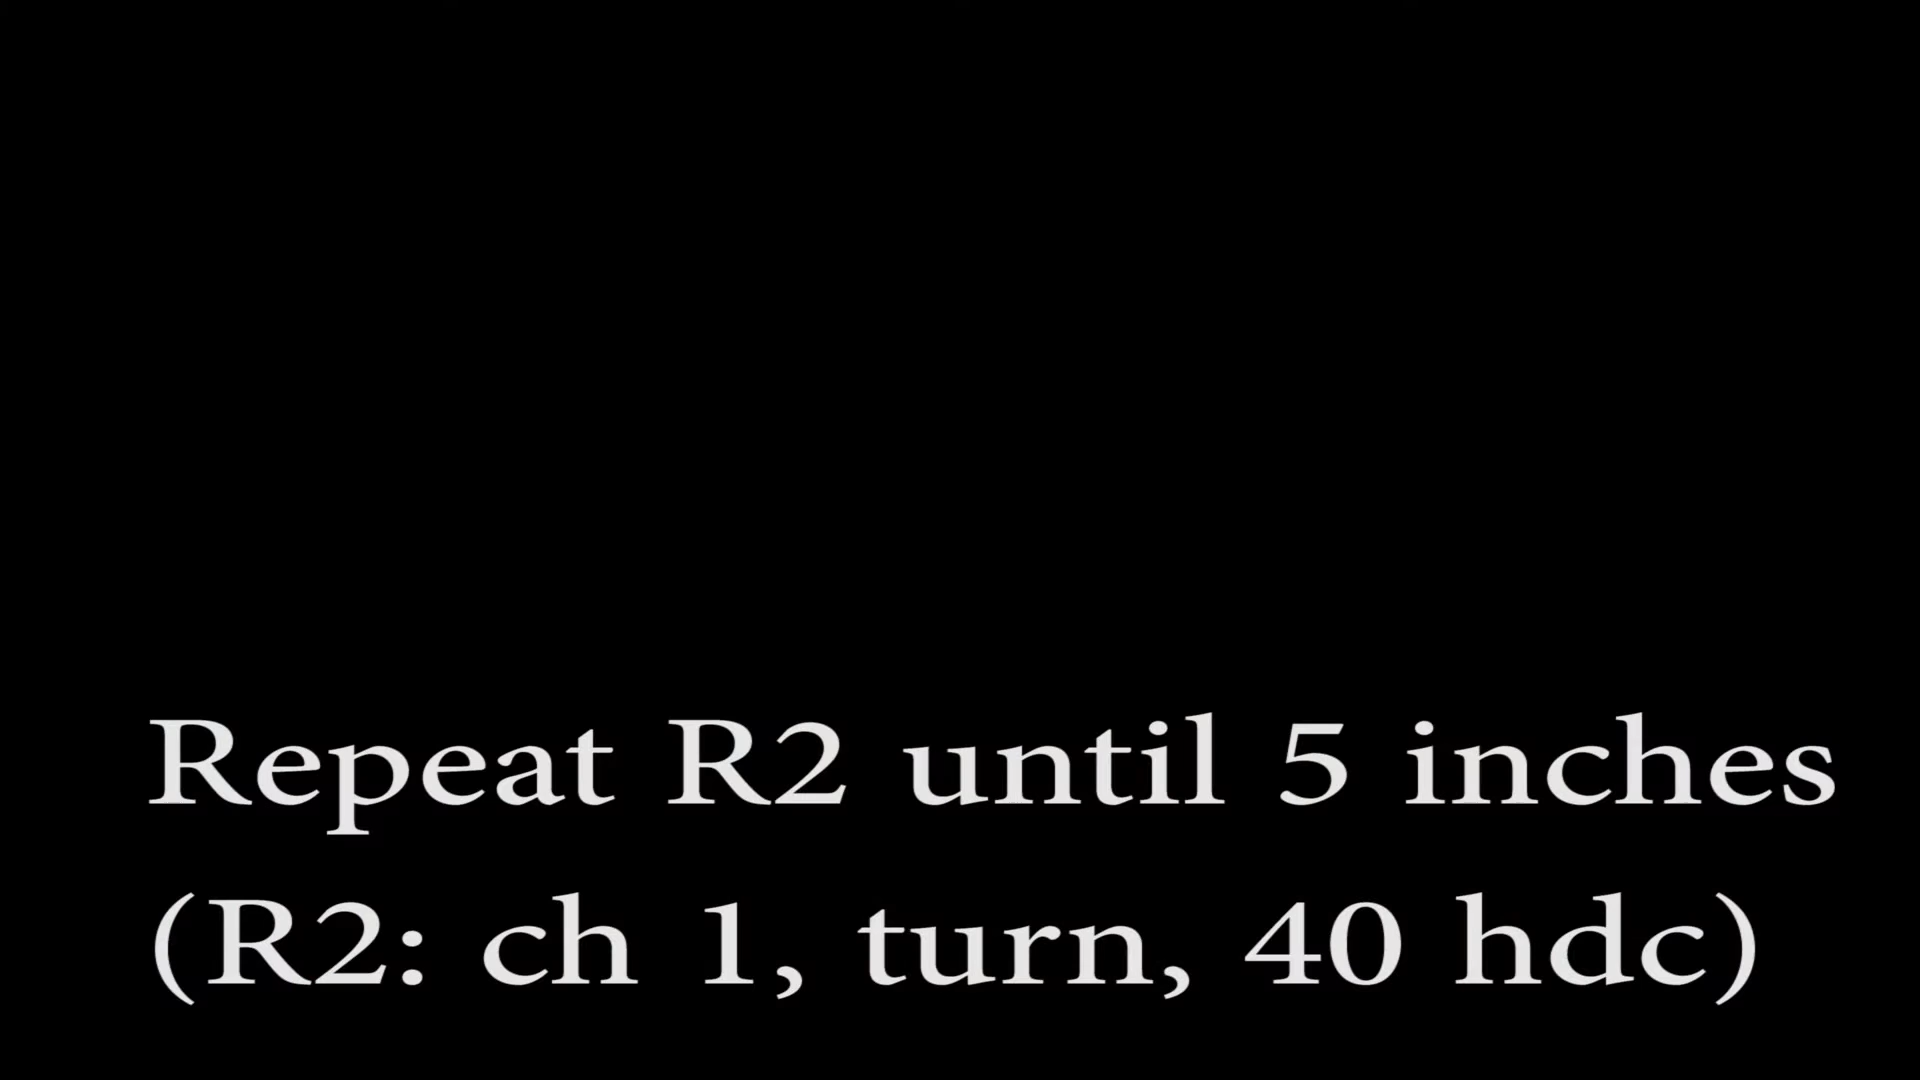 Repeat R2 until 5 inches
(R2: ch 1, turn, 40 hdc)